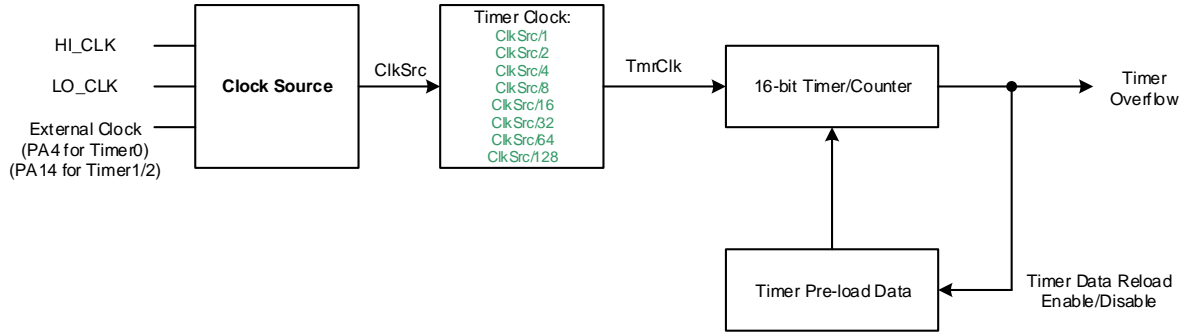 HI_CLK
LO_CLK
External Clock
(PA4 for Timer0)
(PA14 for Timer1/2)
Clock Source
ClkSrc
Timer Clock:
ClkSrc/1
ClkSrc/2
ClkSrc/4
ClkSrc/8
ClkSrc/16
ClkSrc/32
ClkSrc/64
ClkSrc/128
TmrClk
16-bit Timer/Counter
Timer
Overflow
Timer Pre-load Data
Timer Data Reload
Enable/Disable